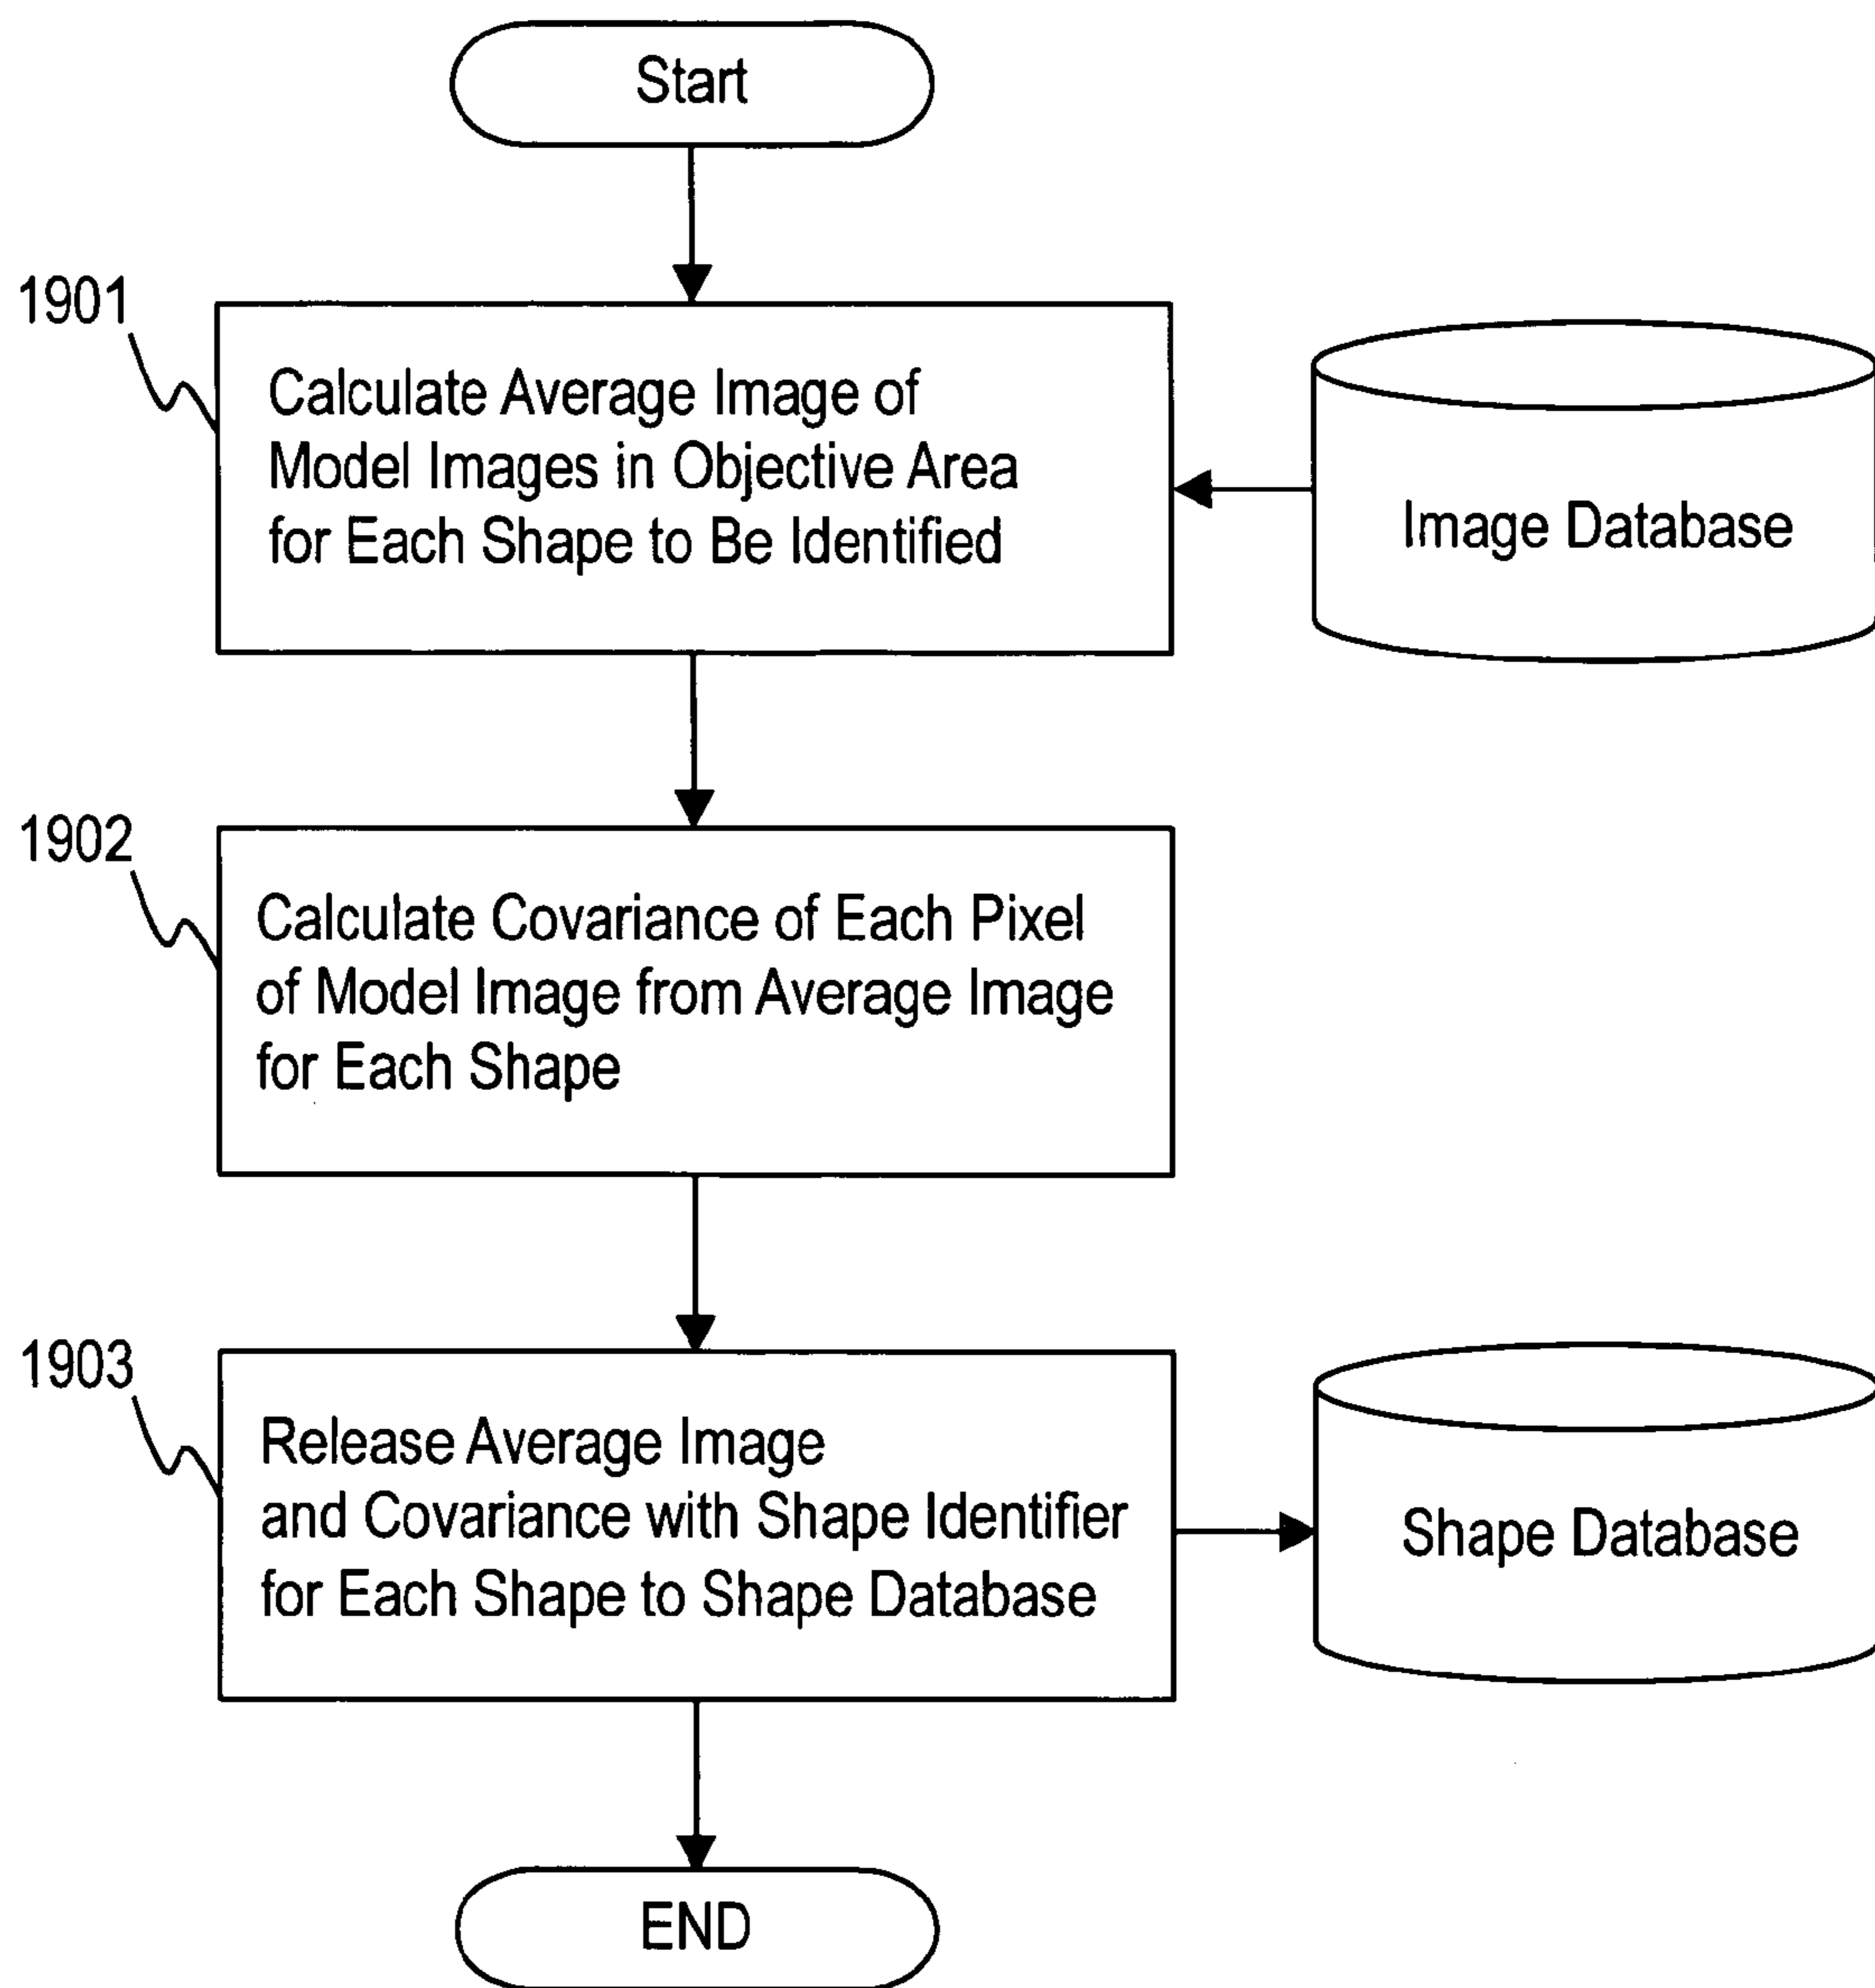 Start
1901
Calculate Average Image of
Model Images in Objective Area
for Each Shape to Be Identified
Image Database
1902
Calculate Covariance of Each Pixel
of Model Image from Average Image
for Each Shape
1903
Release Average Image
and Covariance with Shape Identifier
for Each Shape to Shape Database
Shape Database
END